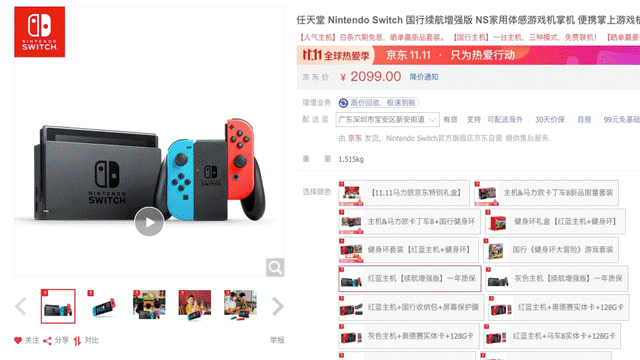 NINTENDO
SWITCH™
NINTENDO
SWITCH
关注
分享
对比
举报
任天堂 Nintendo Switch 国行续航增强版 NS家用体感游戏机掌机 便携掌上游戏机
【人气主机】白条六期免息、晒单赢新品套装。【国行主机】一台主机、三种模式、免费联机！【晒单赢豪
11.11 全球热爱季
京东 11.11 · 只为热爱行动
京东价
¥ 2099.00
降价通知
增值业务
高价回收，极速到账
配送至
广东深圳市宝安区新安街道
有货
支持
可配送海外
30天价保
自提
99元免基础
由 京东 发货，Nintendo Switch官方旗舰店京东自营 提供售后服务.
重量
1.515kg
选择颜色
【11.11马力欧京东特别礼盒】
主机&马力欧卡丁车8新品限量套装
主机&马力欧卡丁车8+国行健身环
健身环礼盒【红蓝主机+健身环】
健身环套装【红蓝主机+健身环】
国行《健身环大冒险》游戏套装
红蓝主机【续航增强版】一年质保
灰色主机【续航增强版】一年质保
红蓝主机+国行收纳包+屏幕保护膜
红蓝主机+奥德赛实体卡+128G卡
灰色主机+奥德赛实体卡+128G卡
红蓝主机+马车8实体卡+128G卡